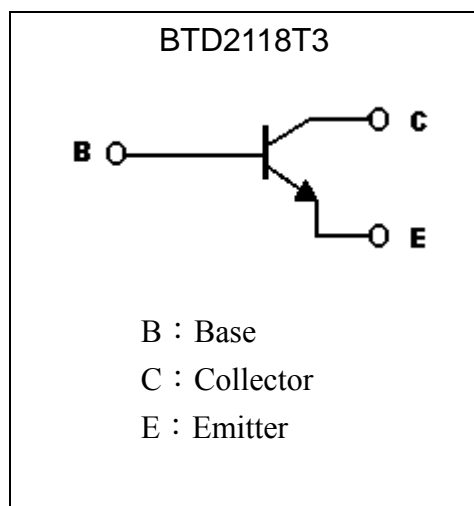 BTD2118T3
C
B
E
B：Base
C：Collector
E：Emitter